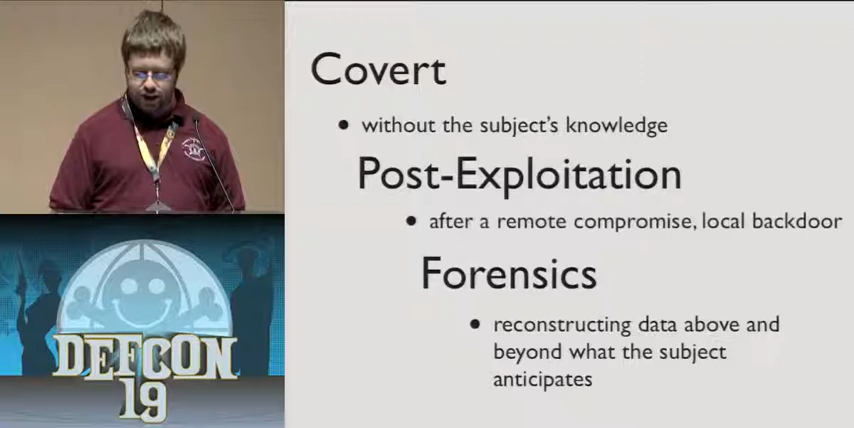 Covert
• without the subject's knowledge
Post-Exploitation
• after a remote compromise, local backdoor
Forensics
• reconstructing data above and
beyond what the subject
anticipates
DEFCON
19